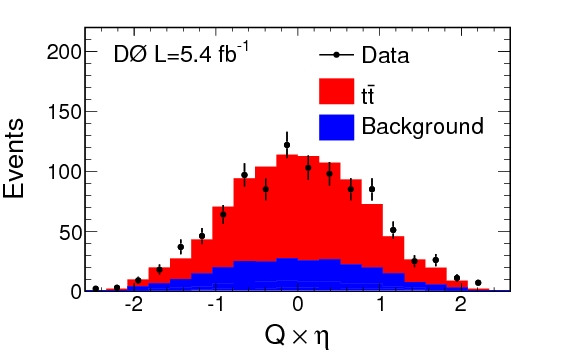 DØ L=5.4 fb⁻¹
Data
tt̄
Background
Events
200
150
100
50
0
-2 -1 0 1 2
Q × η